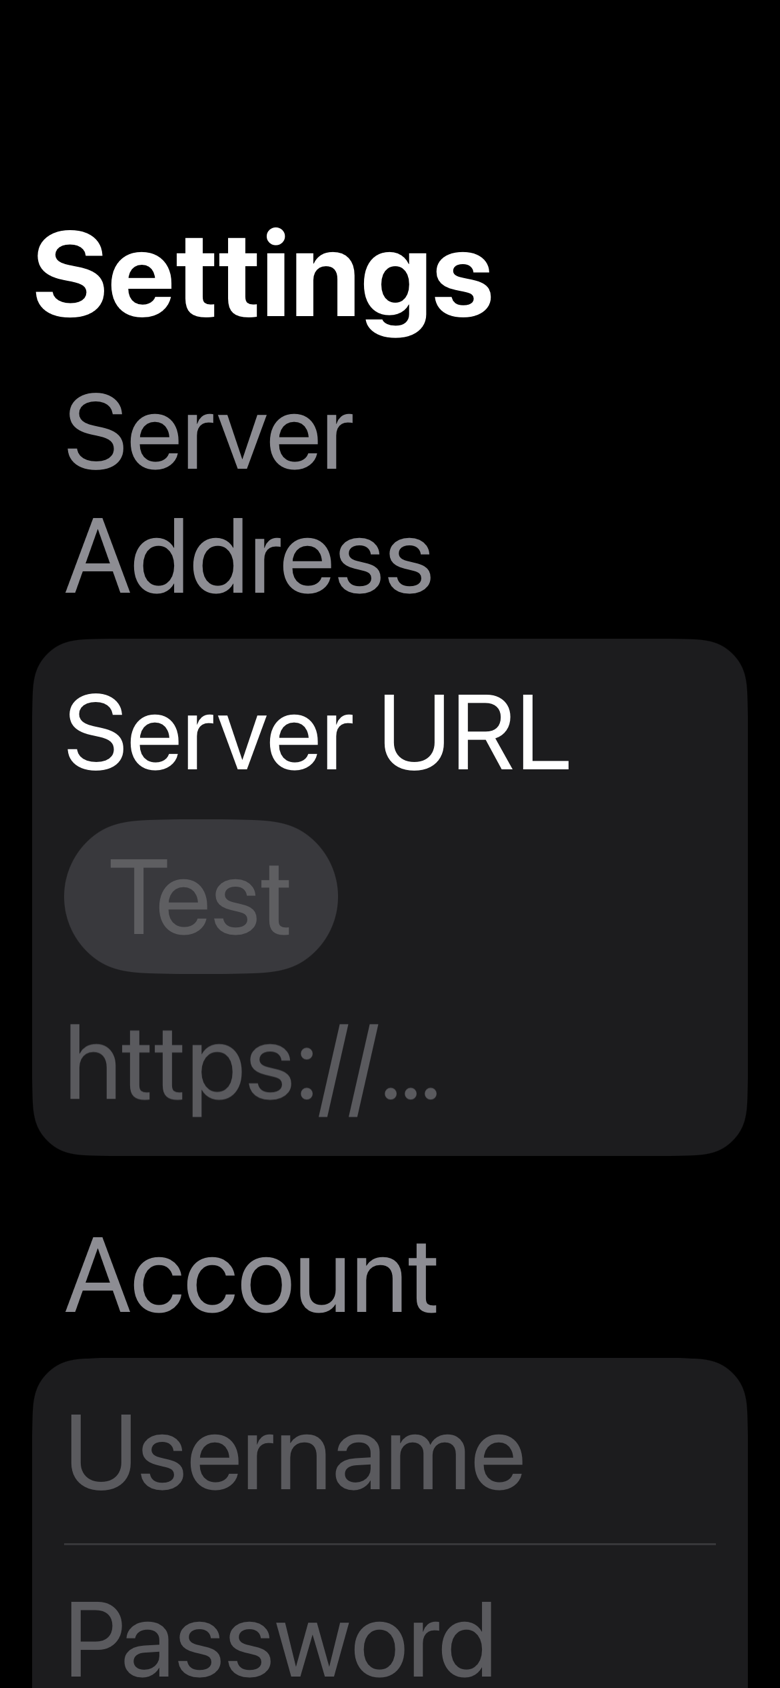 Settings
Server
Address
Server URL
Test
https://...
Account
Username
Password